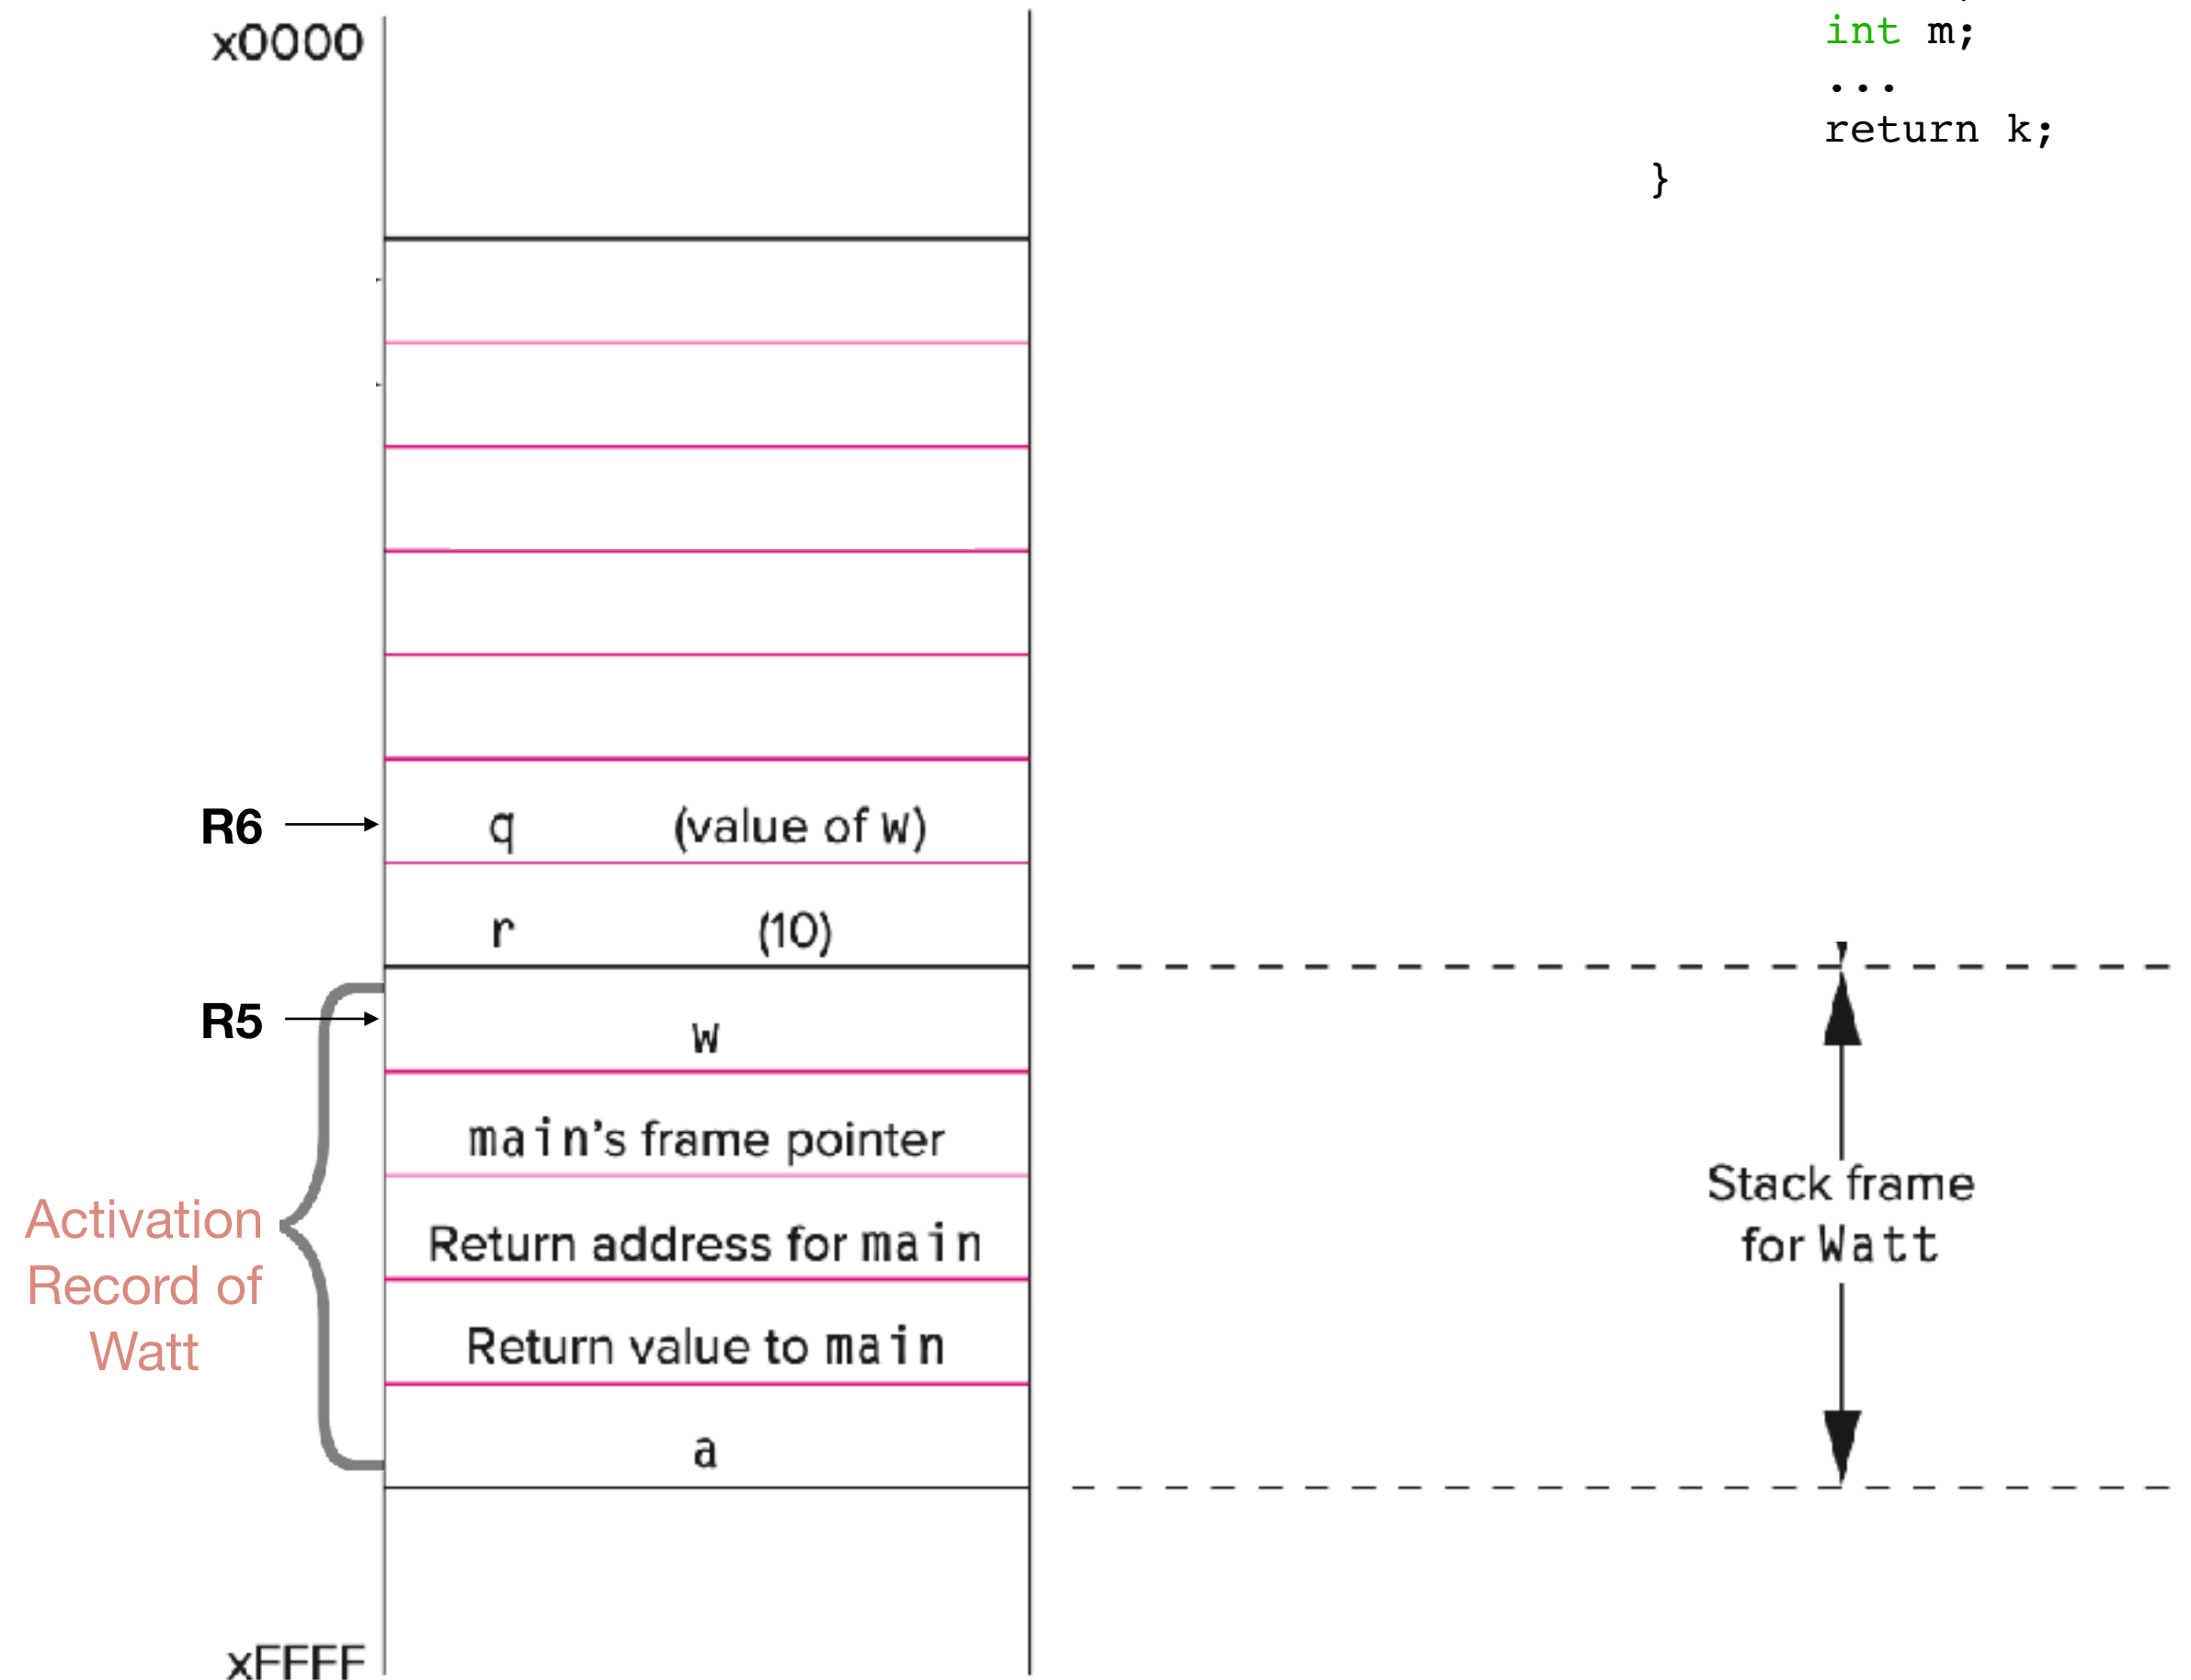 x0000
int m;
...
return k;
}
R6
q (value of W)
r (10)
R5
w
main's frame pointer
Return address for main
Return value to main
a
Activation
Record of
Watt
Stack frame
for Watt
xFFFF